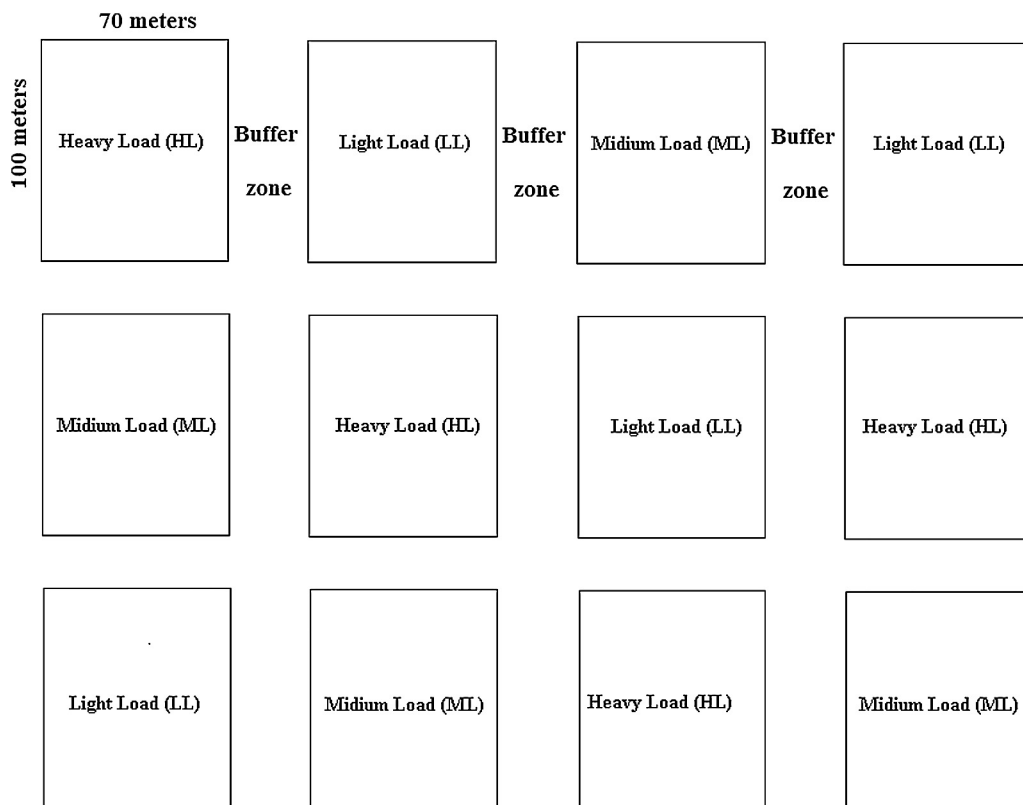 70 meters
100 meters
Heavy Load (HL)
Buffer
zone
Light Load (LL)
Buffer
zone
Midium Load (ML)
Buffer
zone
Light Load (LL)
Midium Load (ML)
Heavy Load (HL)
Light Load (LL)
Heavy Load (HL)
Light Load (LL)
Midium Load (ML)
Heavy Load (HL)
Midium Load (ML)